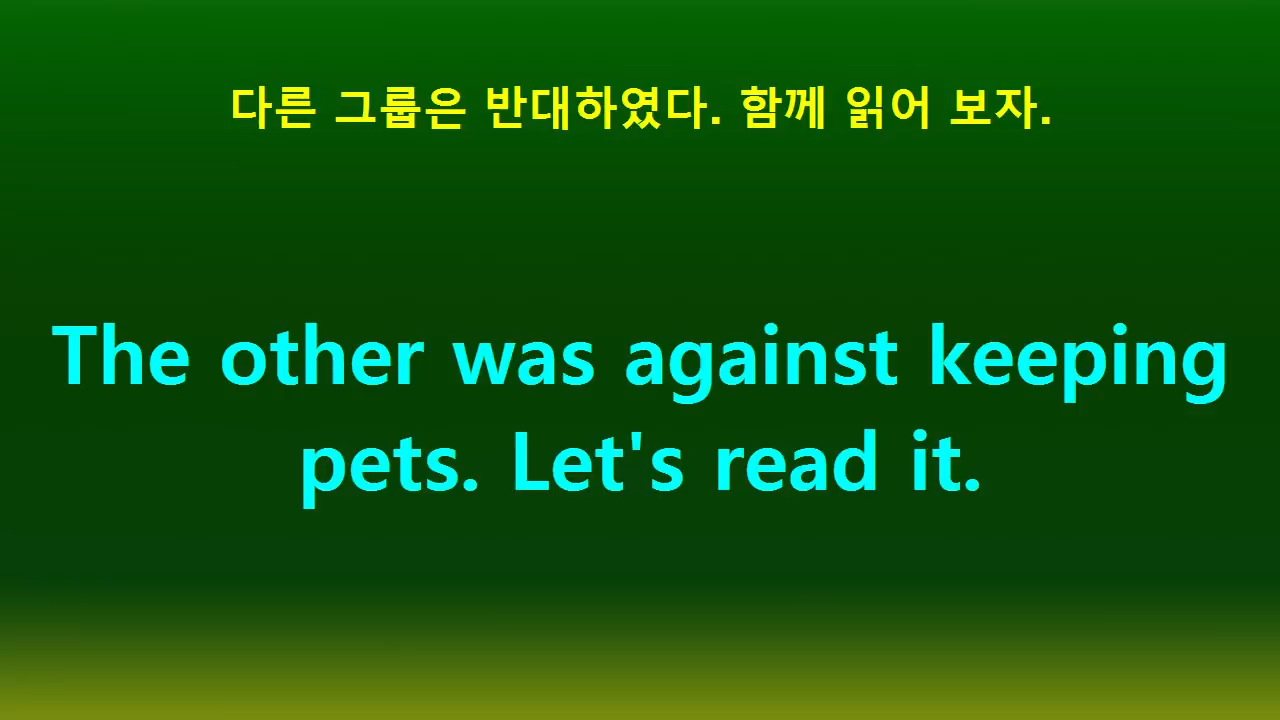 다른 그룹은 반대하였다. 함께 읽어 보자.
The other was against keeping
pets. Let's read it.